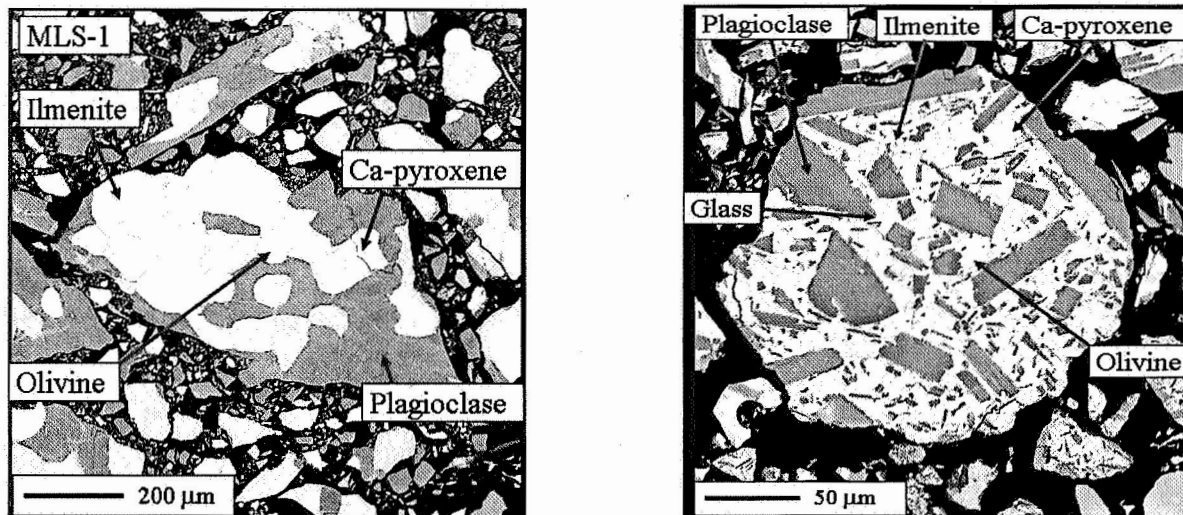 MLS-1
Ilmenite
Ca-pyroxene
Olivine
Plagioclase
200 µm
Plagioclase
Ilmenite
Ca-pyroxene
Glass
Olivine
50 µm